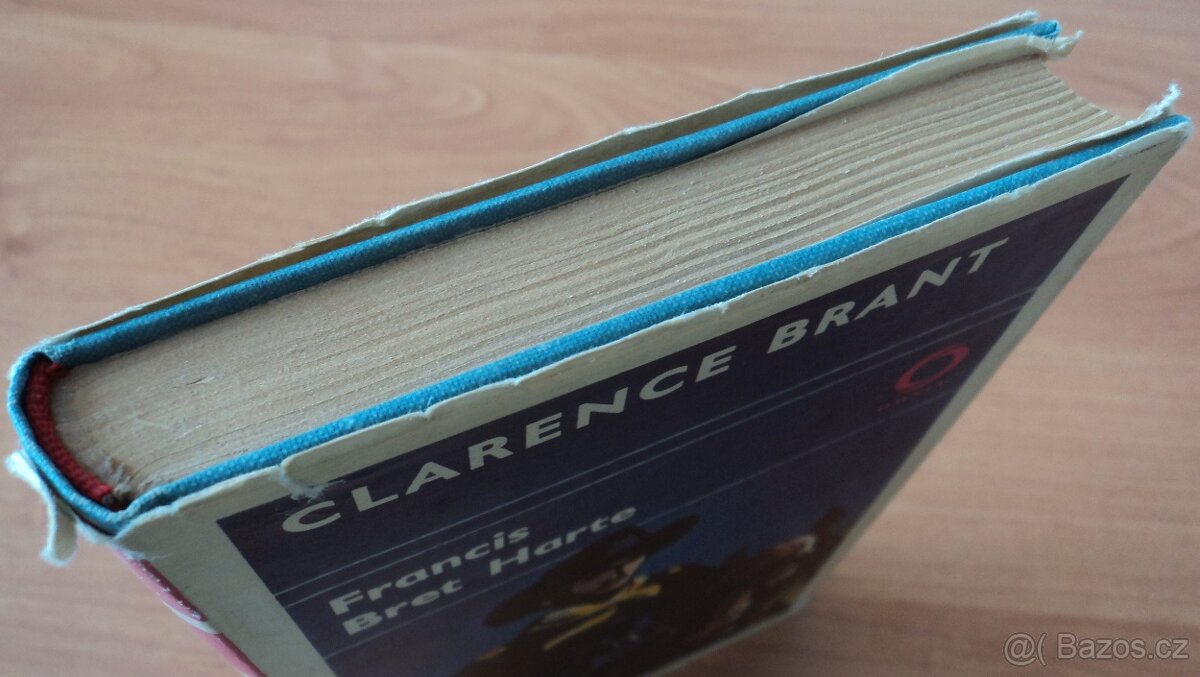 CLARENCE BRANT
Francis
Bret Harte
@( Bazos.cz